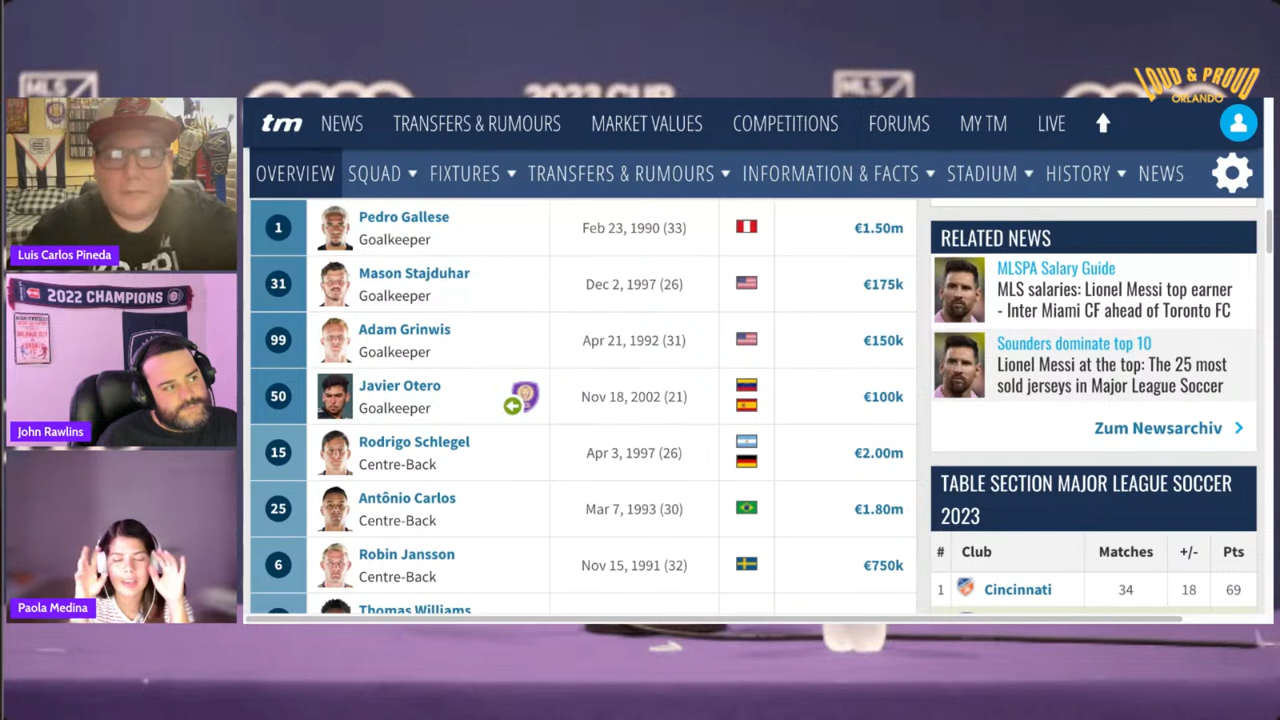 MLS
2023 CUP
MLS
LOUD & PROUD
ORLANDO
Luis Carlos Pineda
2022 CHAMPIONS
John Rawlins
Paola Medina
tm NEWS TRANSFERS & RUMOURS MARKET VALUES COMPETITIONS FORUMS MY TM LIVE
OVERVIEW SQUAD FIXTURES TRANSFERS & RUMOURS INFORMATION & FACTS STADIUM HISTORY NEWS
1 Pedro Gallese Feb 23, 1990 (33) €1.50m
Goalkeeper
31 Mason Stajduhar Dec 2, 1997 (26) €175k
Goalkeeper
99 Adam Grinwis Apr 21, 1992 (31) €150k
Goalkeeper
50 Javier Otero Nov 18, 2002 (21) €100k
Goalkeeper
15 Rodrigo Schlegel Apr 3, 1997 (26) €2.00m
Centre-Back
25 Antônio Carlos Mar 7, 1993 (30) €1.80m
Centre-Back
6 Robin Jansson Nov 15, 1991 (32) €750k
Centre-Back
Thomas Williams
RELATED NEWS
MLSPA Salary Guide
MLS salaries: Lionel Messi top earner
- Inter Miami CF ahead of Toronto FC
Sounders dominate top 10
Lionel Messi at the top: The 25 most
sold jerseys in Major League Soccer
Zum Newsarchiv
TABLE SECTION MAJOR LEAGUE SOCCER
2023
# Club Matches +/- Pts
1 Cincinnati 34 18 69